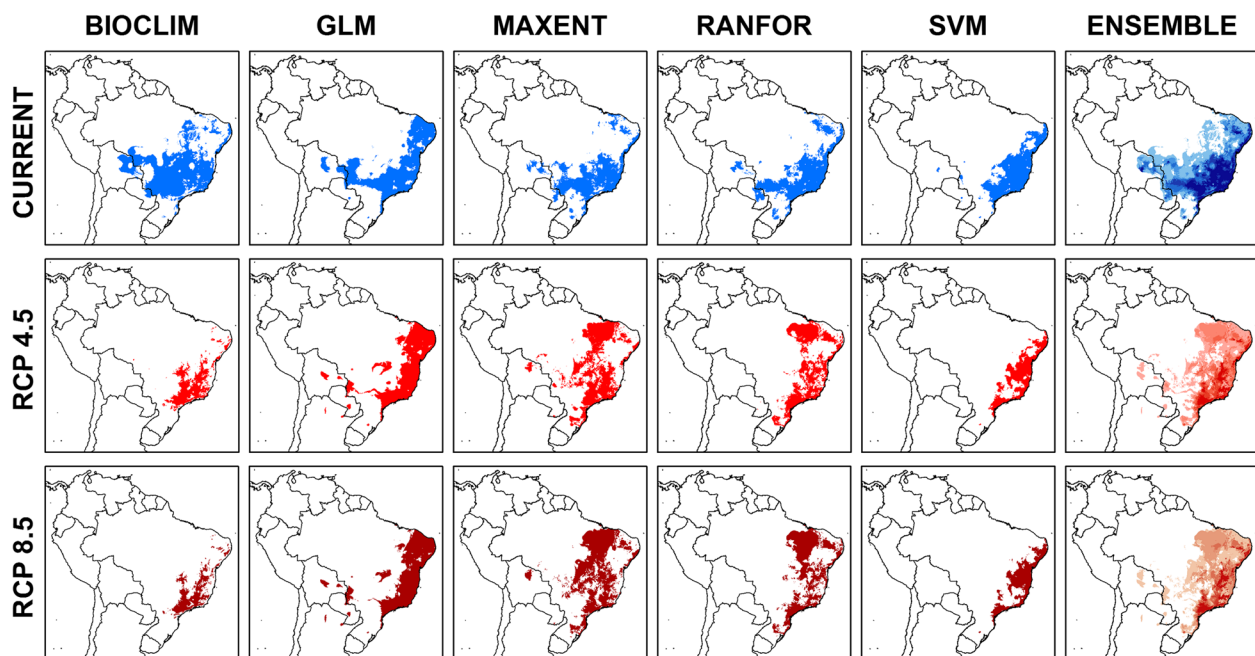 BIOCLIM GLM MAXENT RANFOR SVM ENSEMBLE
CURRENT
RCP 4.5
RCP 8.5